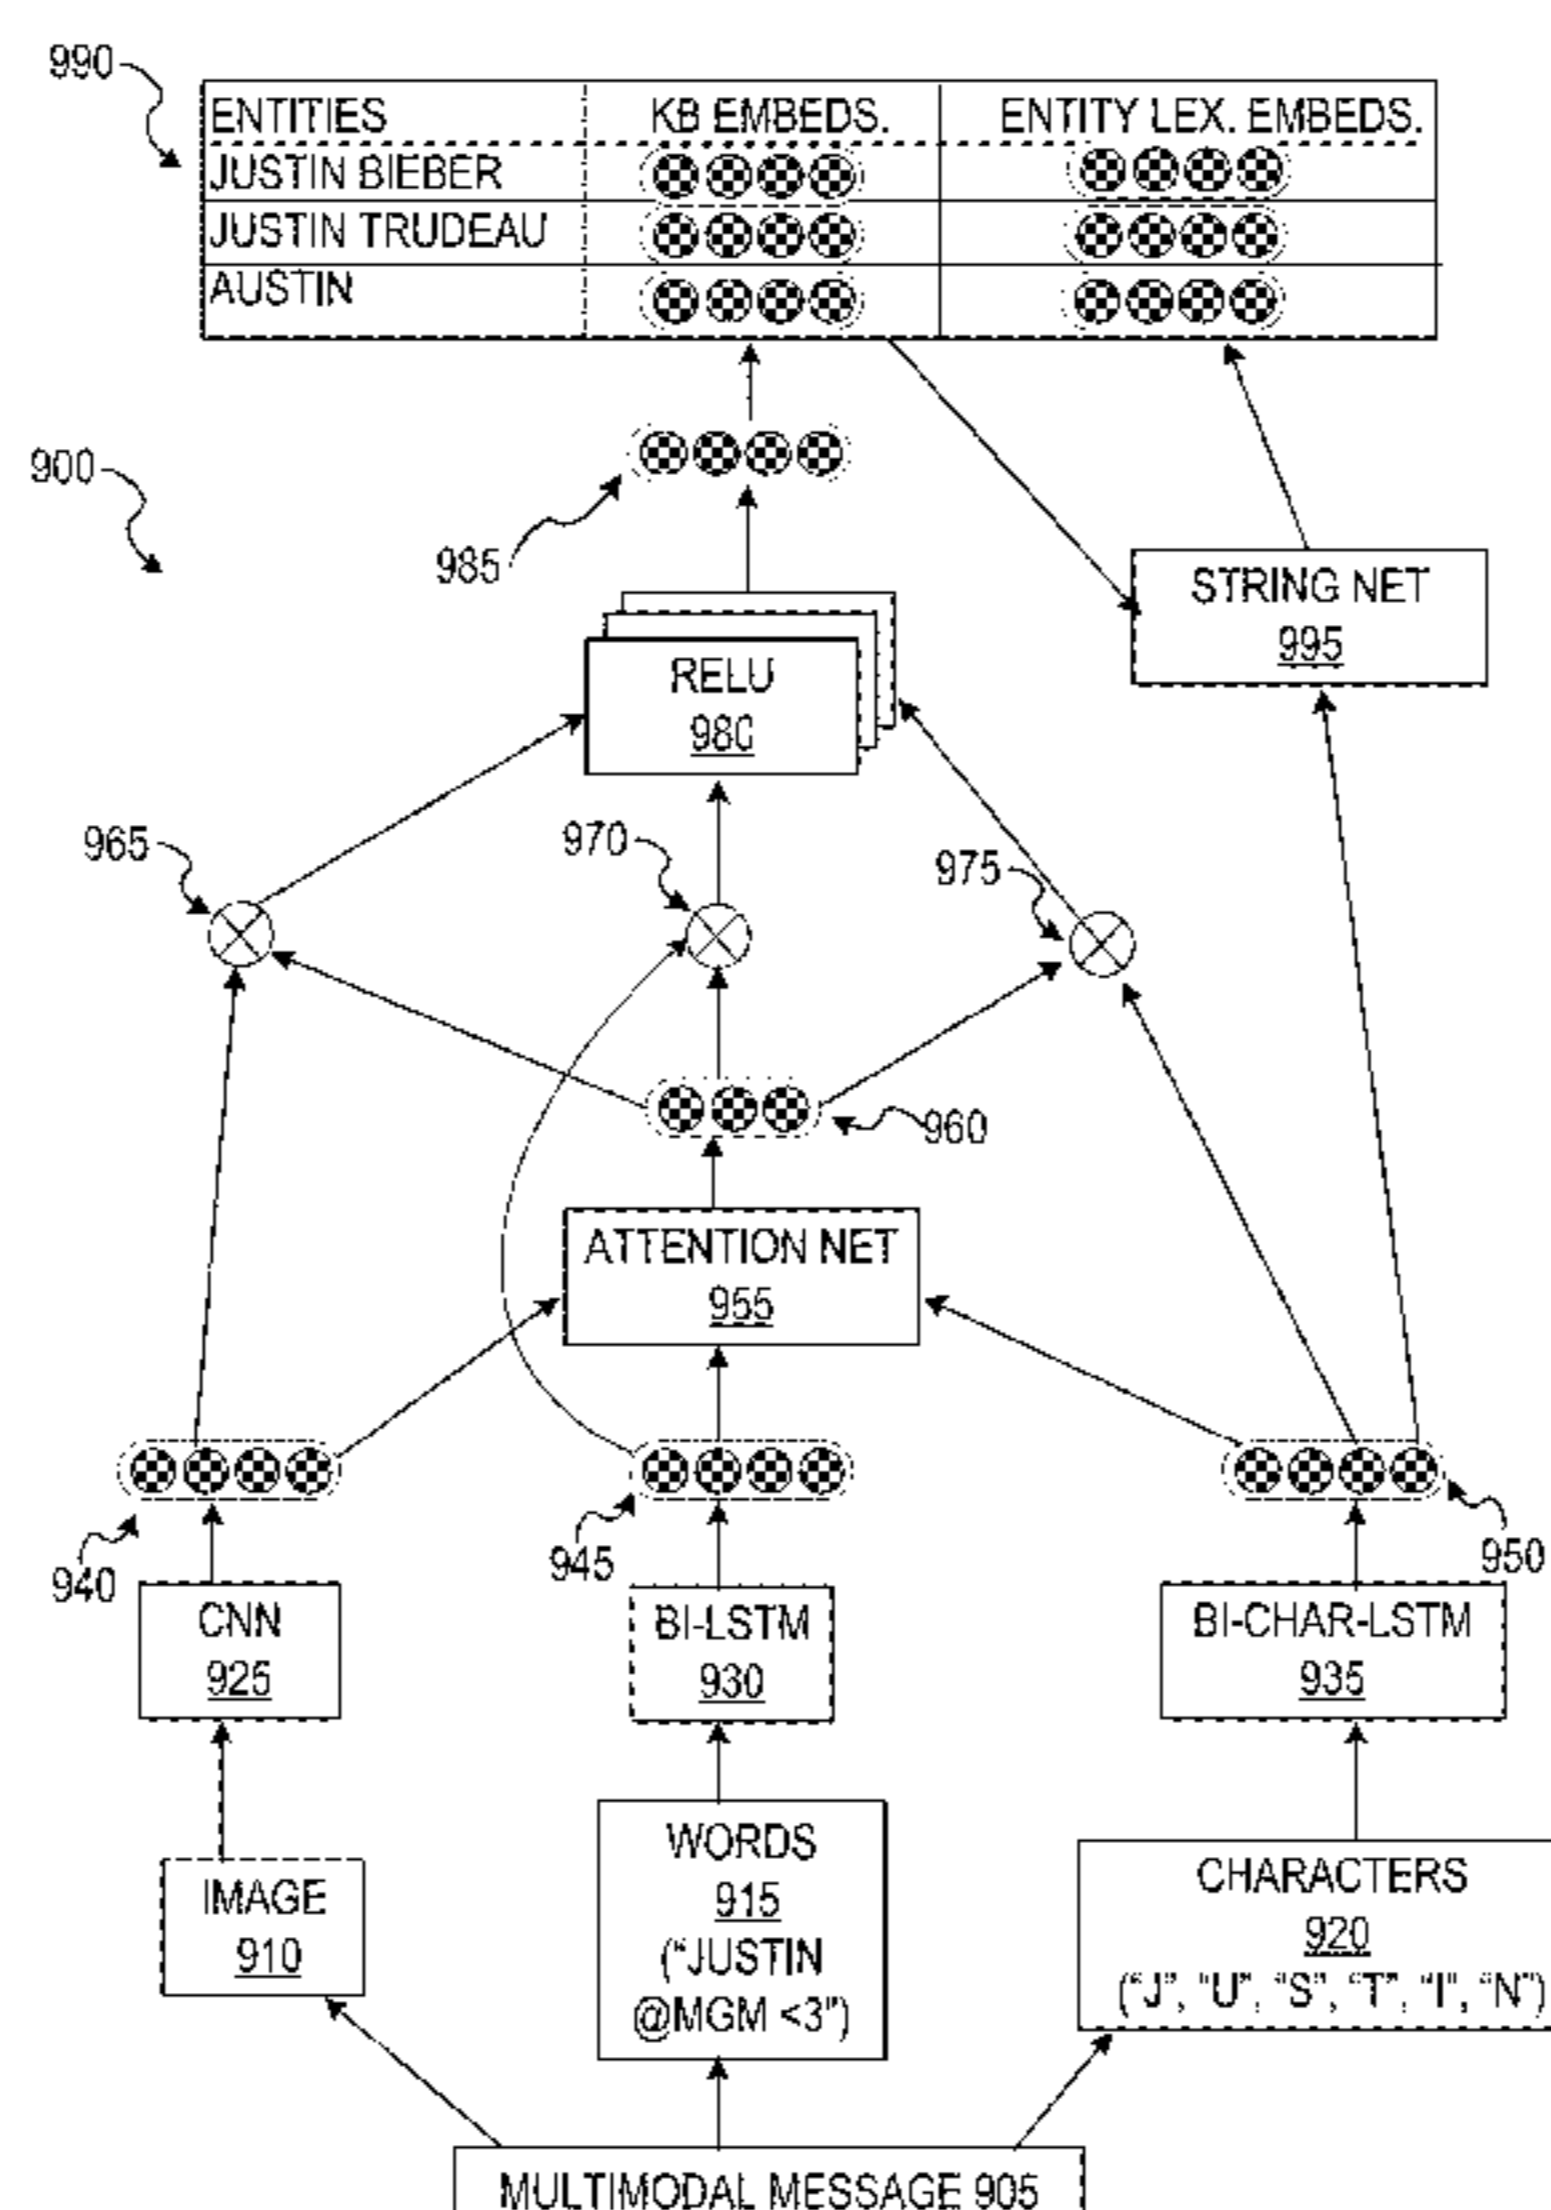 990
ENTITIES KB EMBEDS. ENTITY LEX. EMBEDS.
JUSTIN BIEBER
JUSTIN TRUDEAU
AUSTIN
900
985
STRING NET
995
RELU
980
965
970
975
960
ATTENTION NET
955
940
945
950
CNN
925
BI-LSTM
930
BI-CHAR-LSTM
935
IMAGE
910
WORDS
915
("JUSTIN
@MGM <3")
CHARACTERS
920
("J", "U", "S", "T", "I", "N")
MULTIMODAL MESSAGE 905